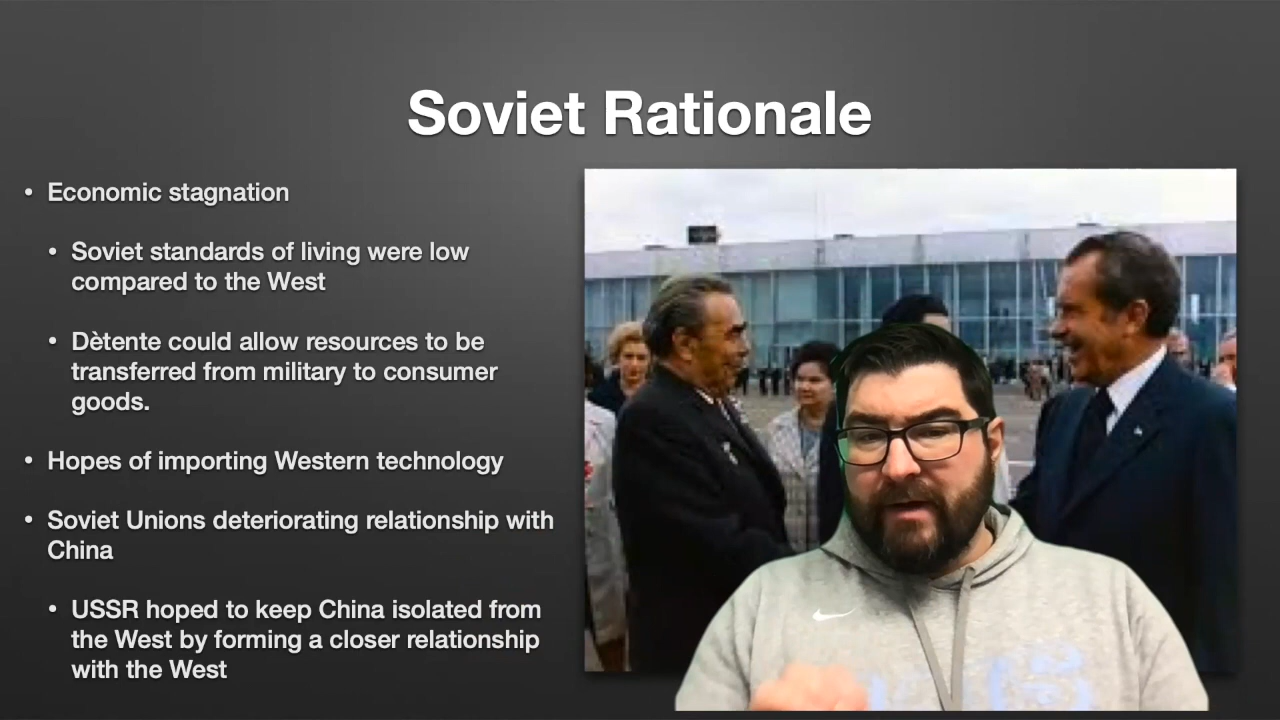 Soviet Rationale
• Economic stagnation
• Soviet standards of living were low
compared to the West
• Dètente could allow resources to be
transferred from military to consumer
goods.
• Hopes of importing Western technology
• Soviet Unions deteriorating relationship with
China
• USSR hoped to keep China isolated from
the West by forming a closer relationship
with the West